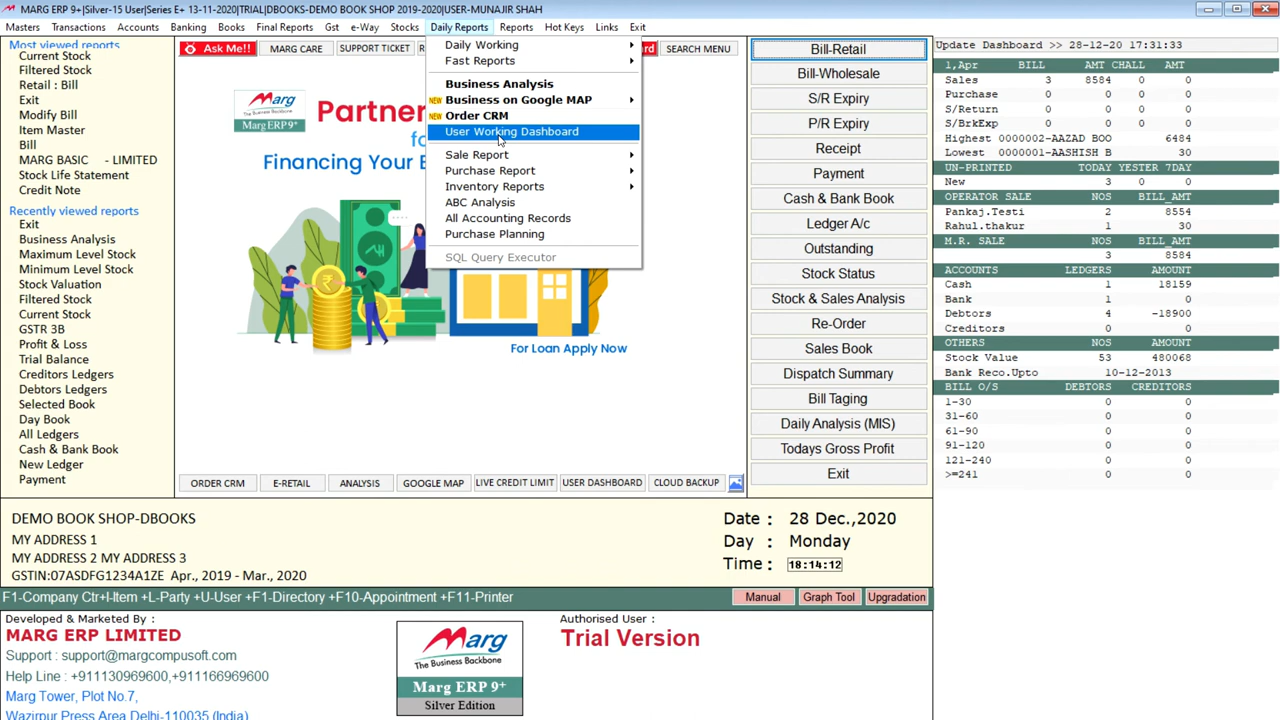 MARG ERP 9+|Silver-15 User|Series E+ 13-11-2020|TRIAL|DBOOKS-DEMO BOOK SHOP 2019-2020|USER-MUNAJIR SHAH
Masters Transactions Accounts Banking Books Final Reports Gst e-Way Stocks Daily Reports Reports Hot Keys Links Exit
Most viewed reports
Current Stock
Filtered Stock
Retail : Bill
Exit
Modify Bill
Item Master
Bill
MARG BASIC - LIMITED
Stock Life Statement
Credit Note
Recently viewed reports
Exit
Business Analysis
Maximum Level Stock
Minimum Level Stock
Stock Valuation
Filtered Stock
Current Stock
GSTR 3B
Profit & Loss
Trial Balance
Creditors Ledgers
Debtors Ledgers
Selected Book
Day Book
All Ledgers
Cash & Bank Book
New Ledger
Payment
Ask Me!! MARG CARE SUPPORT TICKET SEARCH MENU
Marg
The Business Backbone
Marg ERP 9+
Partner
Financing Your
For Loan Apply Now
Daily Working
Fast Reports
Business Analysis
NEW Business on Google MAP
NEW Order CRM
User Working Dashboard
Sale Report
Purchase Report
Inventory Reports
ABC Analysis
All Accounting Records
Purchase Planning
SQL Query Executor
ORDER CRM E-RETAIL ANALYSIS GOOGLE MAP LIVE CREDIT LIMIT USER DASHBOARD CLOUD BACKUP
Bill-Retail
Bill-Wholesale
S/R Expiry
P/R Expiry
Receipt
Payment
Cash & Bank Book
Ledger A/c
Outstanding
Stock Status
Stock & Sales Analysis
Re-Order
Sales Book
Dispatch Summary
Bill Tagging
Daily Analysis (MIS)
Todays Gross Profit
Exit
Update Dashboard >> 28-12-20 17:31:33
1,Apr BILL AMT CHALL AMT
Sales 3 8584 0 0
Purchase 0 0 0 0
S/Return 0 0 0 0
S/BrkExp 0 0 0 0
Highest 0000002-AAZAD BOO 6484
Lowest 0000001-AASHISH B 30
UN-PRINTED TODAY YESTER 7DAY
New 3 0 0
OPERATOR SALE NOS BILL_AMT
Pankaj.Testi 2 8554
Rahul.thakur 1 30
M.R. SALE NOS BILL_AMT
3 8584
ACCOUNTS LEDGERS AMOUNT
Cash 1 18159
Bank 1 0
Debtors 4 -18900
Creditors 0 0
OTHERS NOS AMOUNT
Stock Value 53 480068
Bank Reco.Upto 10-12-2013
BILL O/S DEBTORS CREDITORS
1-30 0 0
31-60 0 0
61-90 0 0
91-120 0 0
121-240 0 0
>=241 0 0
DEMO BOOK SHOP-DBOOKS
MY ADDRESS 1
MY ADDRESS 2 MY ADDRESS 3
GSTIN:07ASDFG1234A1ZE Apr., 2019 - Mar., 2020
Date : 28 Dec.,2020
Day : Monday
Time : 18:14:12
F1-Company Ctr+I-Item +L-Party +U-User +F1-Directory +F10-Appointment +F11-Printer
Manual Graph Tool Upgradation
Developed & Marketed By :
MARG ERP LIMITED
Support : support@margcompusoft.com
Help Line : +911130969600,+911166969600
Marg Tower, Plot No.7,
Wazirpur Press Area Delhi-110035 (India)
Marg
The Business Backbone
Marg ERP 9+
Silver Edition
Authorised User :
Trial Version